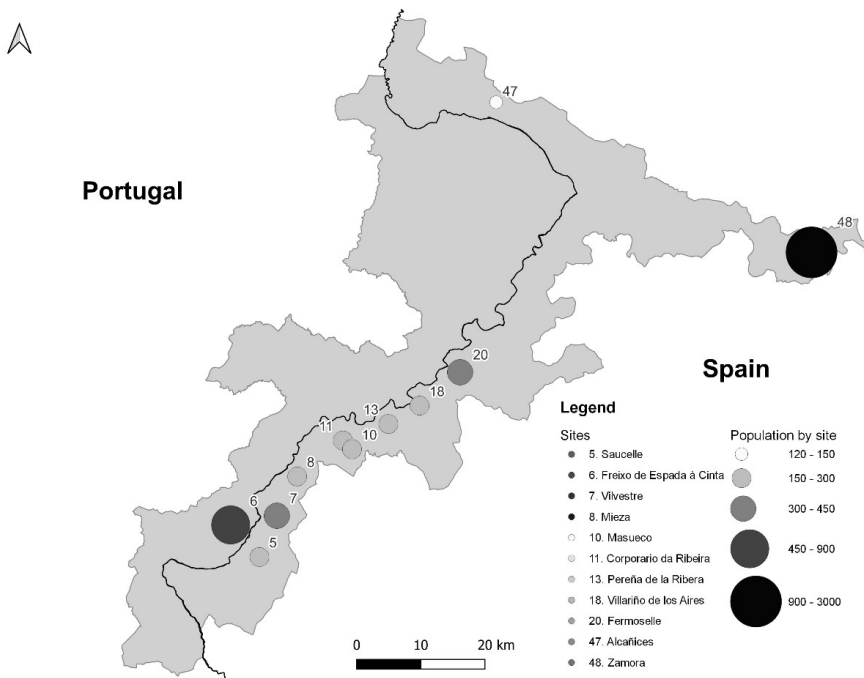 47
Portugal
48
20
Spain
18
13
11
10
8
6
7
5
Legend
Sites
5. Saucelle
6. Freixo de Espada à Cinta
7. Vilvestre
8. Mieza
10. Masueco
11. Corporario da Ribeira
13. Pereña de la Ribera
18. Villariño de los Aires
20. Fermoselle
47. Alcañices
48. Zamora
Population by site
120 - 150
150 - 300
300 - 450
450 - 900
900 - 3000
0 10 20 km